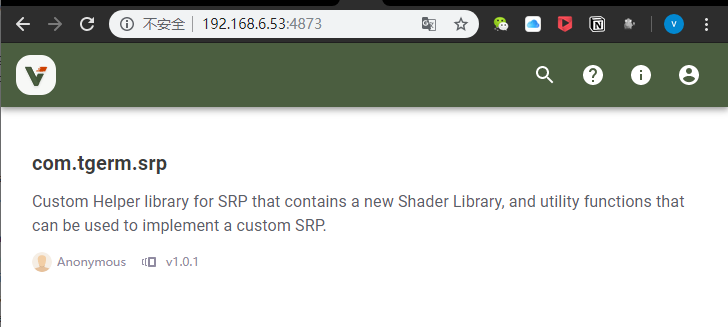 不安全 192.168.6.53:4873
com.tgerm.srp
Custom Helper library for SRP that contains a new Shader Library, and utility functions that
can be used to implement a custom SRP.
Anonymous v1.0.1